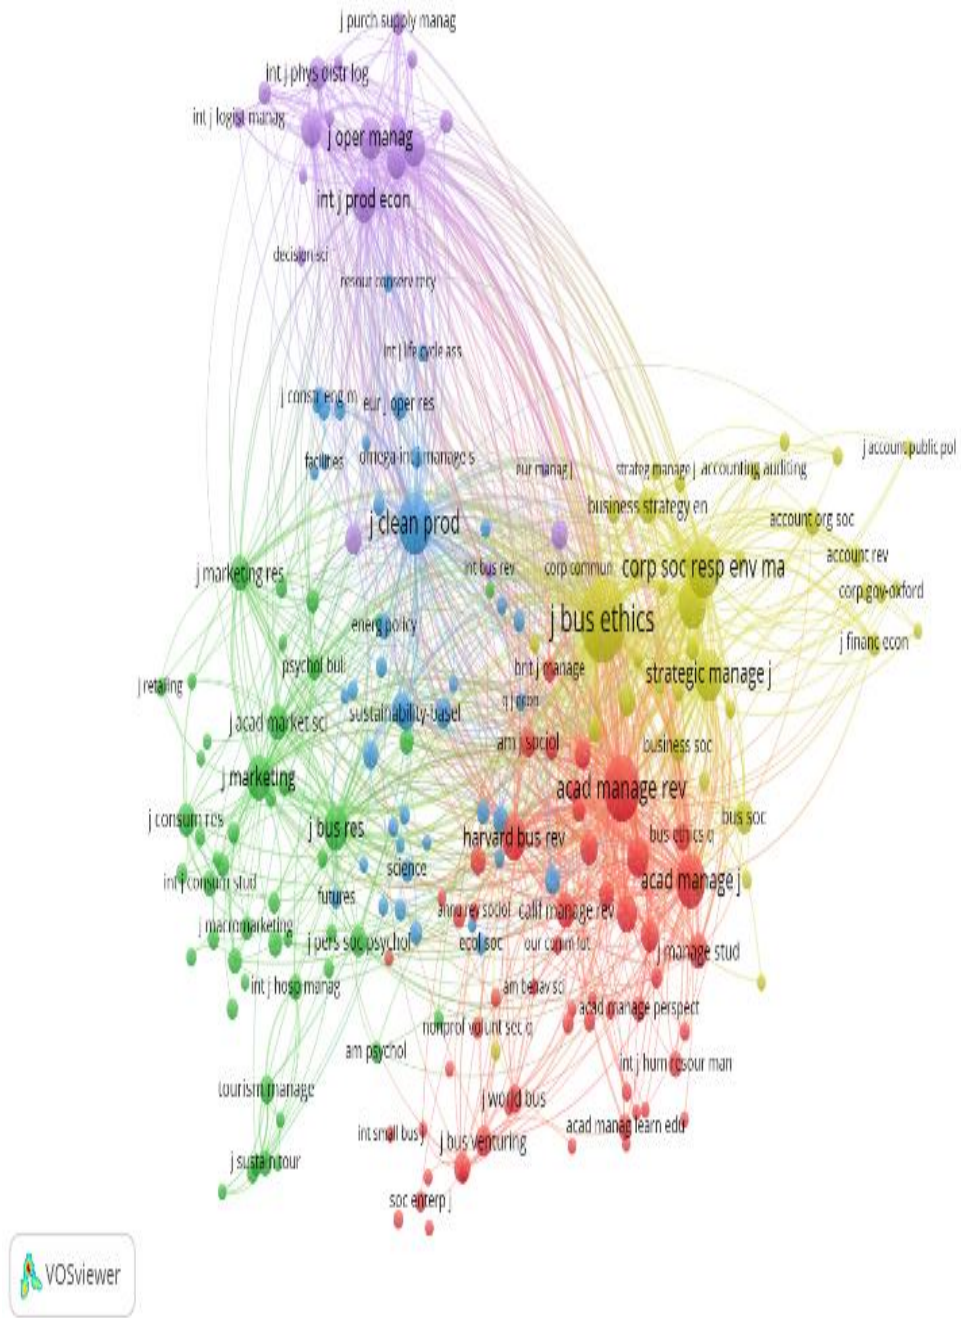 j purch supply manag
int j phys distr log
int j logist manag
j oper manag
int j prod econ
decision sci
resour conserv recy
int j life cycle ass
j constr eng m
eur j oper res
facilities
omega-int j manage s
eur manag j
strateg manage j
accounting auditing
j account public pol
business strategy en
account org soc
j clean prod
account rev
j marketing res
int bus rev
corp commun
corp soc resp env ma
corp gov-oxford
energ policy
j bus ethics
j financ econ
psychol bull
brit j manage
strategic manage j
j retailing
sustainability-basel
q j econ
j acad market sci
am j sociol
business soc
j marketing
acad manage rev
j consum res
j bus res
harvard bus rev
bus ethics q
bus soc
science
acad manage j
int j consum stud
futures
annu rev sociol
calif manage rev
j macromarketing
j pers soc psychol
ecol soc
our comm fut
j manage stud
int j hosp manag
am behav sci
acad manage perspect
nonprof volunt sec q
am psychol
int j hum resour man
tourism manage
j world bus
int small bus j
j bus venturing
acad manag learn edu
j sustain tour
soc enterp j
VOSviewer